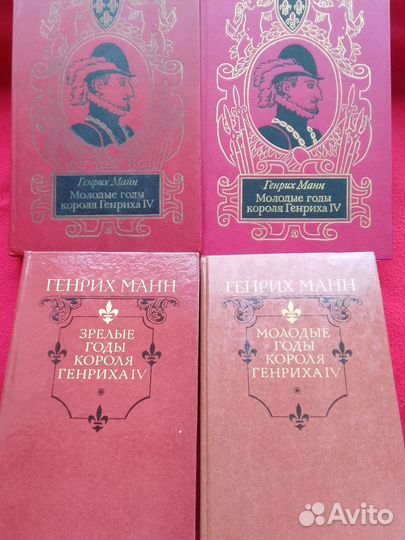 Генрих Манн
Молодые годы
короля Генриха IV
Генрих Манн
Молодые годы
короля Генриха IV
ГЕНРИХ МАНН
ЗРЕЛЫЕ
ГОДЫ
КОРОЛЯ
ГЕНРИХА IV
ГЕНРИХ МАНН
МОЛОДЫЕ
ГОДЫ
КОРОЛЯ
ГЕНРИХА IV
Avito